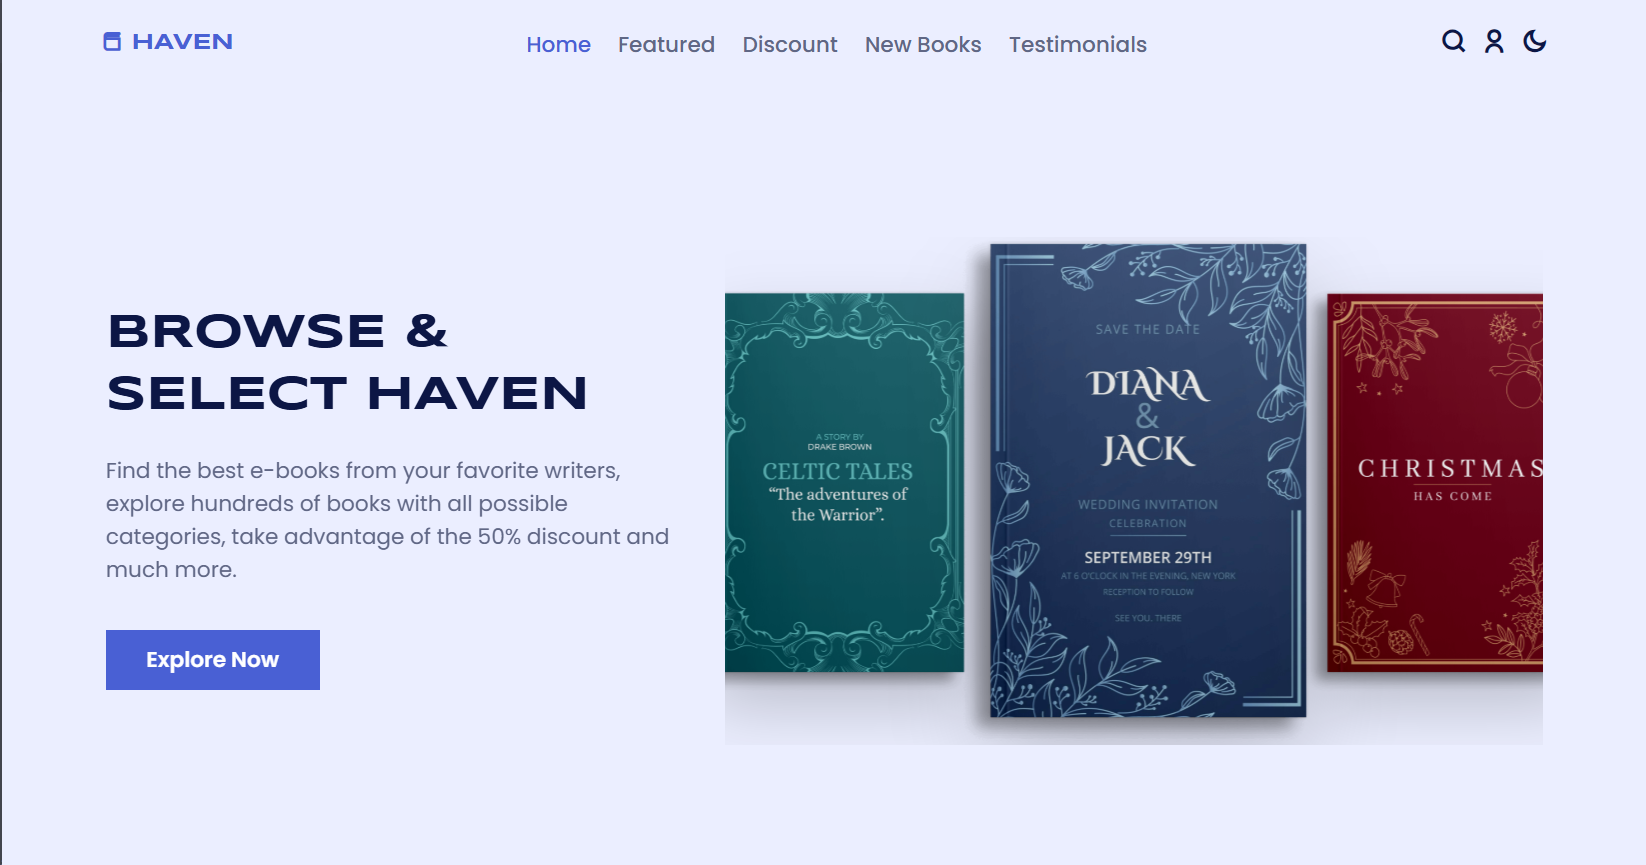 HAVEN
Home Featured Discount New Books Testimonials
BROWSE &
SELECT HAVEN
Find the best e-books from your favorite writers,
explore hundreds of books with all possible
categories, take advantage of the 50% discount and
much more.
Explore Now
A STORY BY
DRAKE BROWN
CELTIC TALES
“The adventures of
the Warrior”.
SAVE THE DATE
DIANA
&
JACK
WEDDING INVITATION
CELEBRATION
SEPTEMBER 29TH
AT 6 O'CLOCK IN THE EVENING, NEW YORK
RECEPTION TO FOLLOW
SEE YOU. THERE
CHRISTMAS
HAS COME